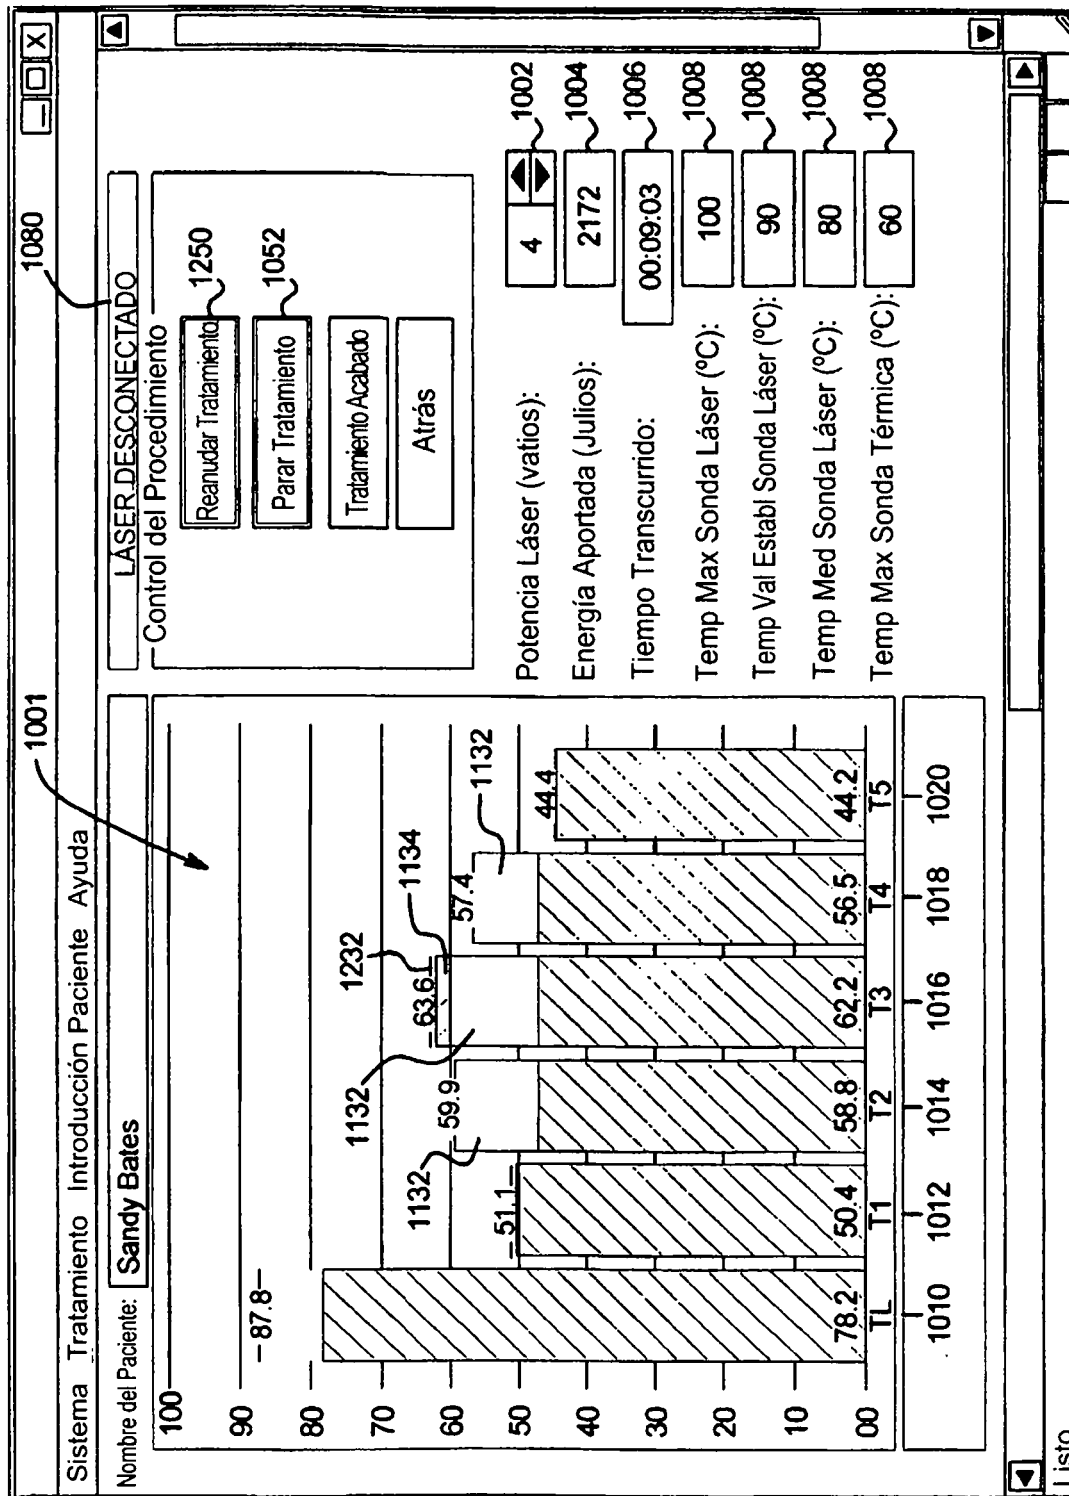 1001
1080
Sistema Tratamiento Introducción Paciente Ayuda
X
Nombre del Paciente: Sandy Bates
LÁSER DESCONECTADO
Control del Procedimiento
Reanudar Tratamiento 1250
Parar Tratamiento 1052
Tratamiento Acabado
Atrás
100
90
80
70
60
50
40
30
20
10
00
87.8
51.1
59.9
63.6
57.4
44.4
1132
1132
1232
1134
1132
78.2
50.4
58.8
62.2
56.5
44.2
TL
T1
T2
T3
T4
T5
1010
1012
1014
1016
1018
1020
Potencia Láser (vatios): 4 1002
Energía Aportada (Julios): 2172 1004
Tiempo Transcurrido: 00:09:03 1006
Temp Max Sonda Láser (ºC): 100 1008
Temp Val Establ Sonda Láser (ºC): 90 1008
Temp Med Sonda Láser (ºC): 80 1008
Temp Max Sonda Térmica (ºC): 60 1008
Listo